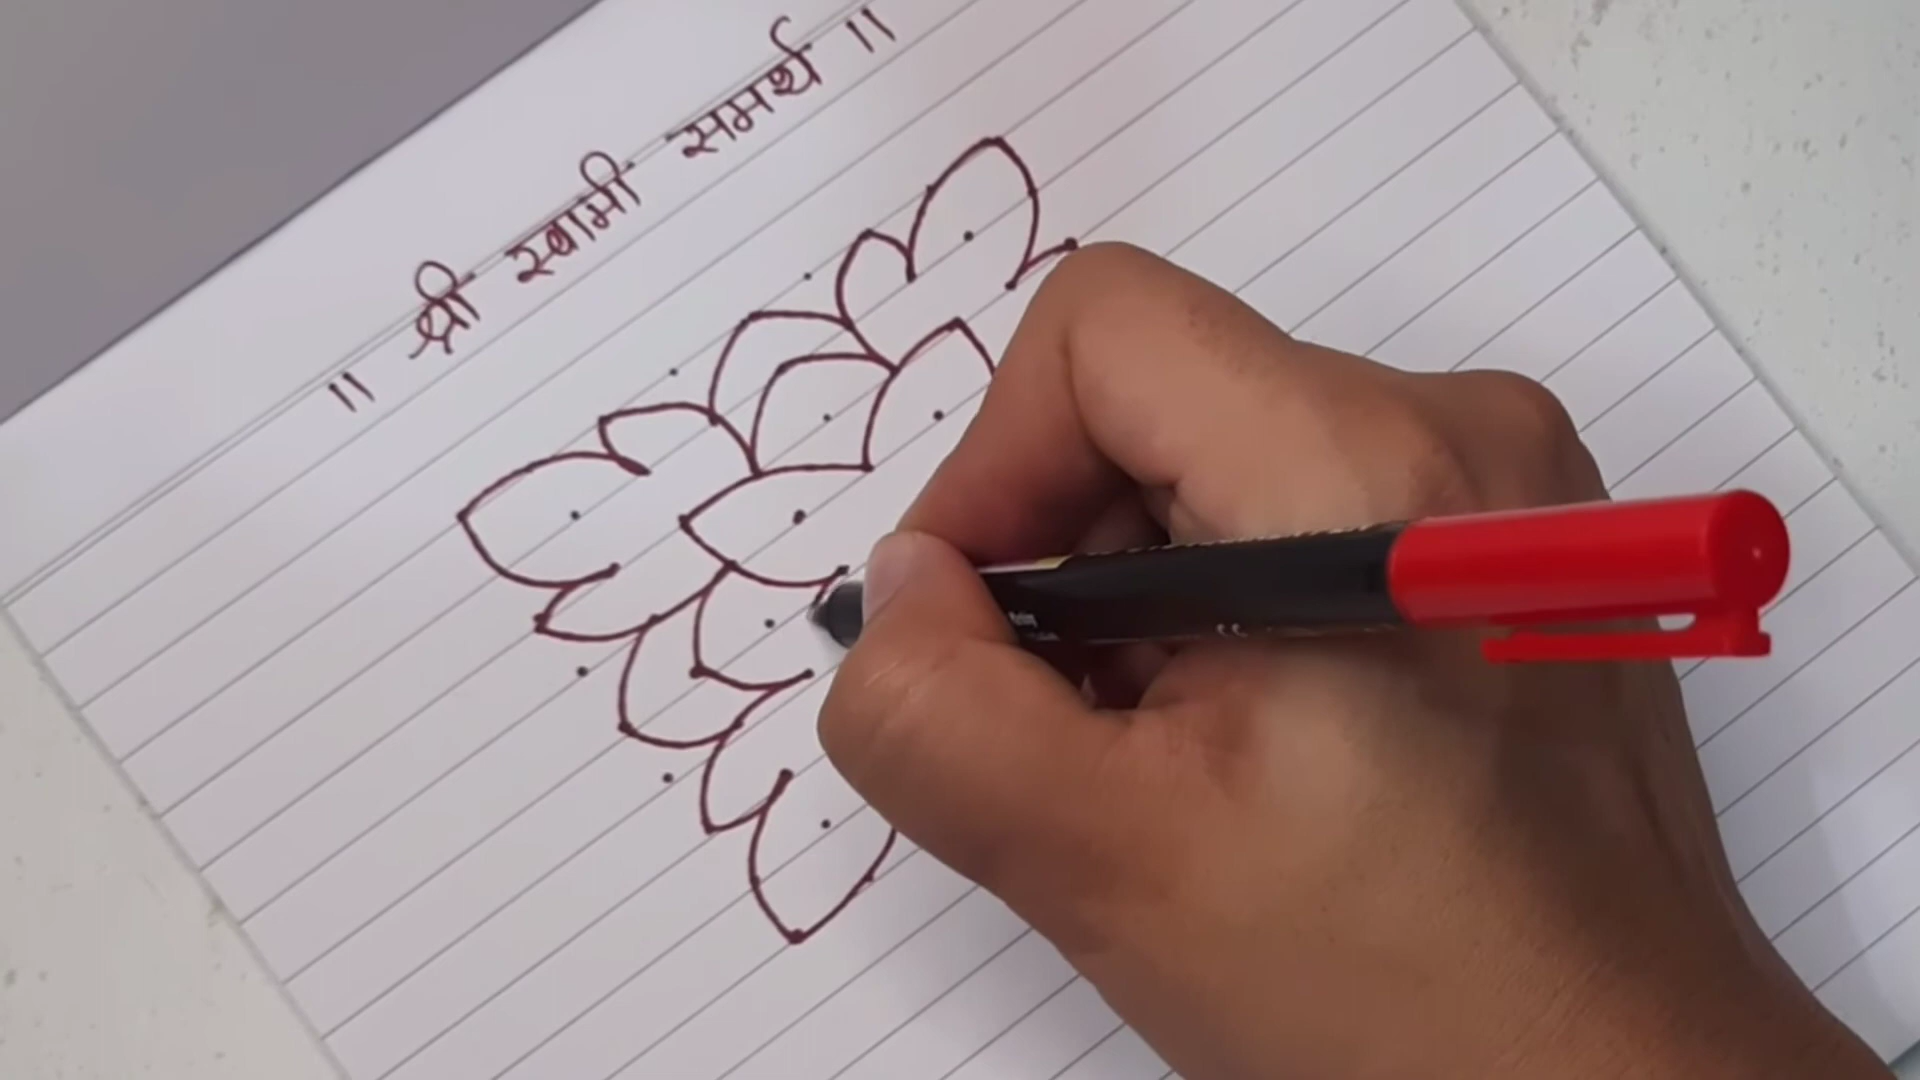 ॥ श्री स्वामी समर्थ ॥